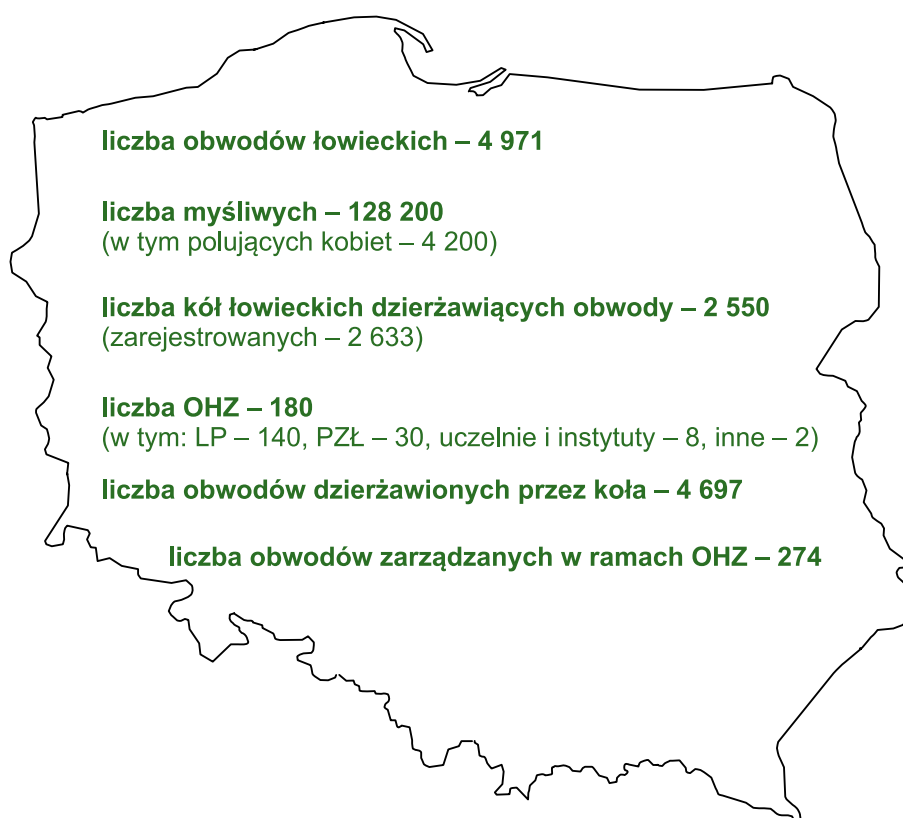 liczba obwodów łowieckich – 4 971
liczba myśliwych – 128 200
(w tym polujących kobiet – 4 200)
liczba kół łowieckich dzierżawiących obwody – 2 550
(zarejestrowanych – 2 633)
liczba OHZ – 180
(w tym: LP – 140, PZŁ – 30, uczelnie i instytuty – 8, inne – 2)
liczba obwodów dzierżawionych przez koła – 4 697
liczba obwodów zarządzanych w ramach OHZ – 274